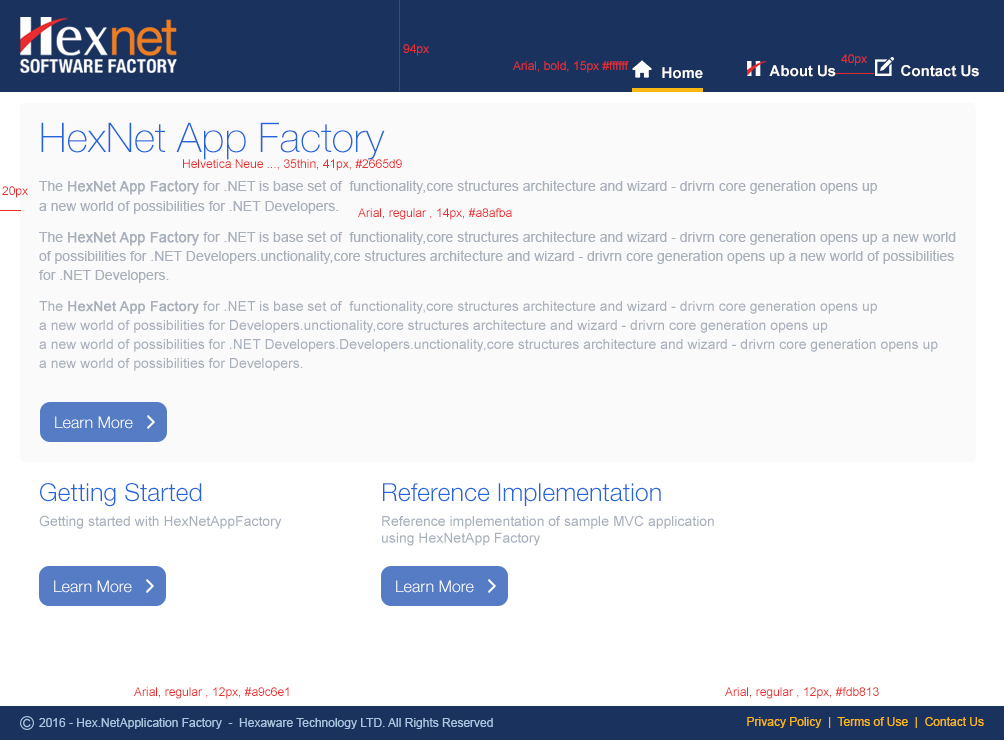 Hexnet
SOFTWARE FACTORY
94px
Arial, bold, 15px #ffffff
Home
About Us
40px
Contact Us
HexNet App Factory
Helvetica Neue ..., 35thin, 41px, #2665d9
20px
The HexNet App Factory for .NET is base set of  functionality,core structures architecture and wizard - drivrn core generation opens up
a new world of possibilities for .NET Developers.
Arial, regular , 14px, #a8afba
The HexNet App Factory for .NET is base set of  functionality,core structures architecture and wizard - drivrn core generation opens up a new world
of possibilities for .NET Developers.unctionality,core structures architecture and wizard - drivrn core generation opens up a new world of possibilities
for .NET Developers.
The HexNet App Factory for .NET is base set of  functionality,core structures architecture and wizard - drivrn core generation opens up
a new world of possibilities for Developers.unctionality,core structures architecture and wizard - drivrn core generation opens up
a new world of possibilities for .NET Developers.Developers.unctionality,core structures architecture and wizard - drivrn core generation opens up
a new world of possibilities for Developers.
Learn More
Getting Started
Getting started with HexNetAppFactory
Learn More
Reference Implementation
Reference implementation of sample MVC application
using HexNetApp Factory
Learn More
Arial, regular , 12px, #a9c6e1
Arial, regular , 12px, #fdb813
© 2016 - Hex.NetApplication Factory  -  Hexaware Technology LTD. All Rights Reserved
Privacy Policy  |  Terms of Use  |  Contact Us